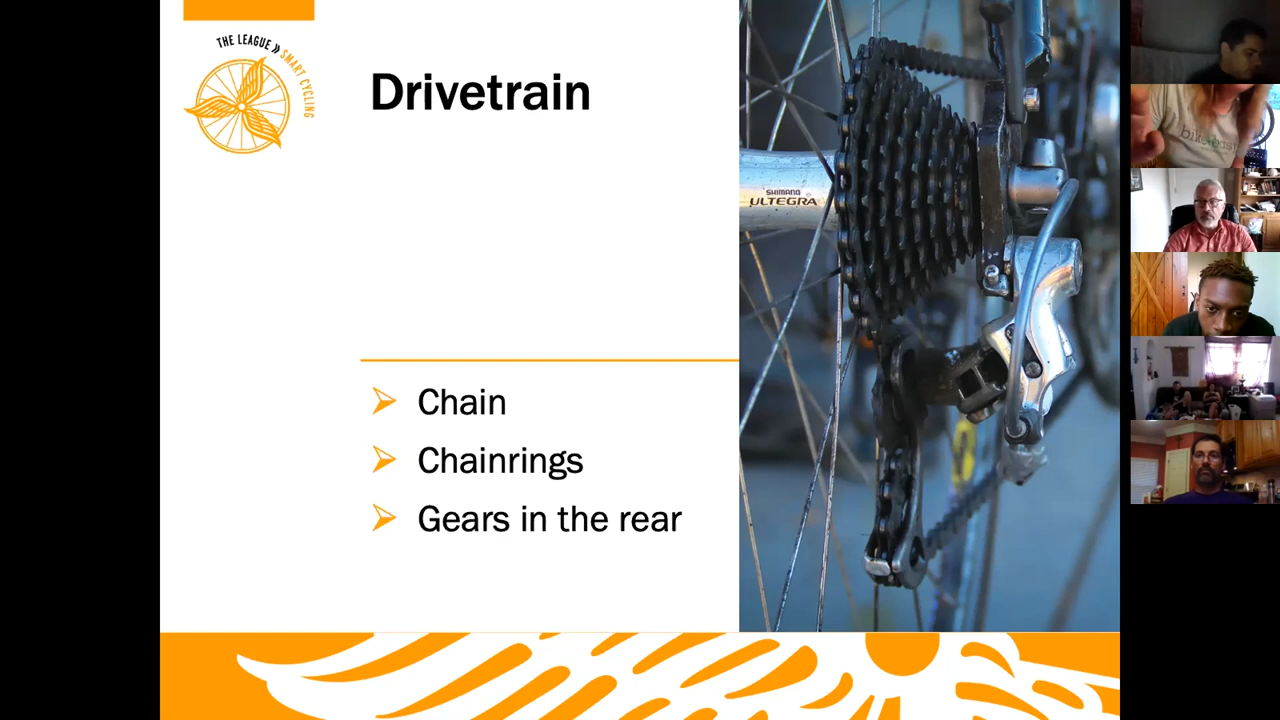 THE LEAGUE » SMART CYCLING
Drivetrain
SHIMANO
ULTEGRA
Chain
Chainrings
Gears in the rear